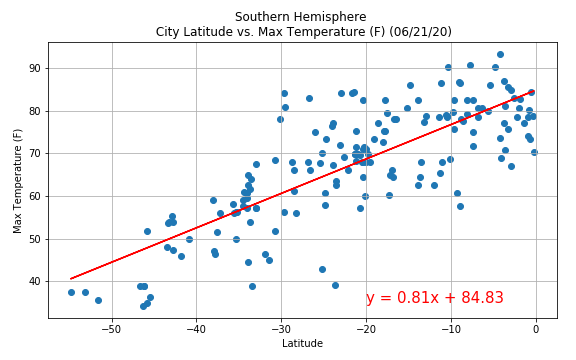 Southern Hemisphere
City Latitude vs. Max Temperature (F) (06/21/20)
Max Temperature (F)
90
80
70
60
50
40
y = 0.81x + 84.83
−50
−40
−30
−20
−10
0
Latitude